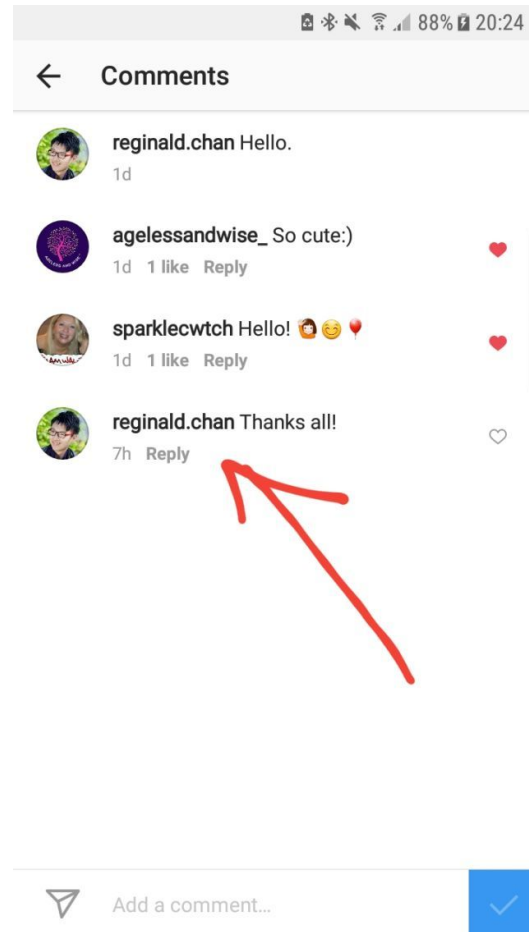 88% 20:24
Comments
reginald.chan Hello.
1d
agelessandwise_ So cute:)
1d 1 like Reply
sparklecwtch Hello! 🙋😊🎈
1d 1 like Reply
reginald.chan Thanks all!
7h Reply
Add a comment...